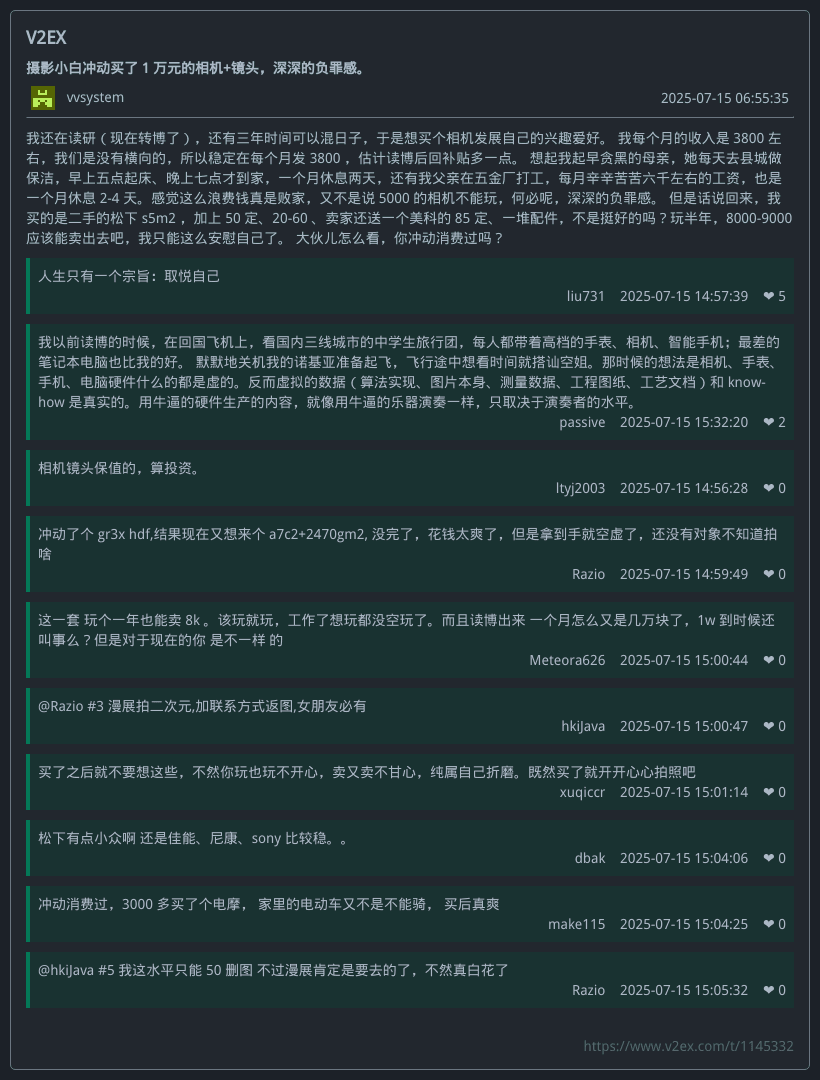 V2EX
摄影小白冲动买了 1 万元的相机+镜头，深深的负罪感。
vvsystem 2025-07-15 06:55:35
我还在读研（现在转博了），还有三年时间可以混日子，于是想买个相机发展自己的兴趣爱好。 我每个月的收入是 3800 左
右，我们是没有横向的，所以稳定在每个月发 3800 ，估计读博后回补贴多一点。 想起我起早贪黑的母亲，她每天去县城做
保洁，早上五点起床、晚上七点才到家，一个月休息两天，还有我父亲在五金厂打工，每月辛辛苦苦六千左右的工资，也是
一个月休息 2-4 天。感觉这么浪费钱真是败家，又不是说 5000 的相机不能玩，何必呢，深深的负罪感。 但是话说回来，我
买的是二手的松下 s5m2 ，加上 50 定、20-60 、卖家还送一个美科的 85 定、一堆配件，不是挺好的吗？玩半年，8000-9000
应该能卖出去吧，我只能这么安慰自己了。 大伙儿怎么看，你冲动消费过吗？
人生只有一个宗旨：取悦自己
liu731 2025-07-15 14:57:39 ❤ 5
我以前读博的时候，在回国飞机上，看国内三线城市的中学生旅行团，每人都带着高档的手表、相机、智能手机；最差的
笔记本电脑也比我的好。 默默地关机我的诺基亚准备起飞，飞行途中想看时间就搭讪空姐。那时候的想法是相机、手表、
手机、电脑硬件什么的都是虚的。反而虚拟的数据（算法实现、图片本身、测量数据、工程图纸、工艺文档）和 know-
how 是真实的。用牛逼的硬件生产的内容，就像用牛逼的乐器演奏一样，只取决于演奏者的水平。
passive 2025-07-15 15:32:20 ❤ 2
相机镜头保值的，算投资。
ltyj2003 2025-07-15 14:56:28 ❤ 0
冲动了个 gr3x hdf,结果现在又想来个 a7c2+2470gm2, 没完了，花钱太爽了，但是拿到手就空虚了，还没有对象不知道拍
啥
Razio 2025-07-15 14:59:49 ❤ 0
这一套 玩个一年也能卖 8k 。该玩就玩，工作了想玩都没空玩了。而且读博出来 一个月怎么又是几万块了，1w 到时候还
叫事么？但是对于现在的你 是不一样 的
Meteora626 2025-07-15 15:00:44 ❤ 0
@Razio #3 漫展拍二次元,加联系方式返图,女朋友必有
hkiJava 2025-07-15 15:00:47 ❤ 0
买了之后就不要想这些，不然你玩也玩不开心，卖又卖不甘心，纯属自己折磨。既然买了就开开心心拍照吧
xuqiccr 2025-07-15 15:01:14 ❤ 0
松下有点小众啊 还是佳能、尼康、sony 比较稳。。
dbak 2025-07-15 15:04:06 ❤ 0
冲动消费过，3000 多买了个电摩， 家里的电动车又不是不能骑， 买后真爽
make115 2025-07-15 15:04:25 ❤ 0
@hkiJava #5 我这水平只能 50 删图 不过漫展肯定是要去的了，不然真白花了
Razio 2025-07-15 15:05:32 ❤ 0
https://www.v2ex.com/t/1145332